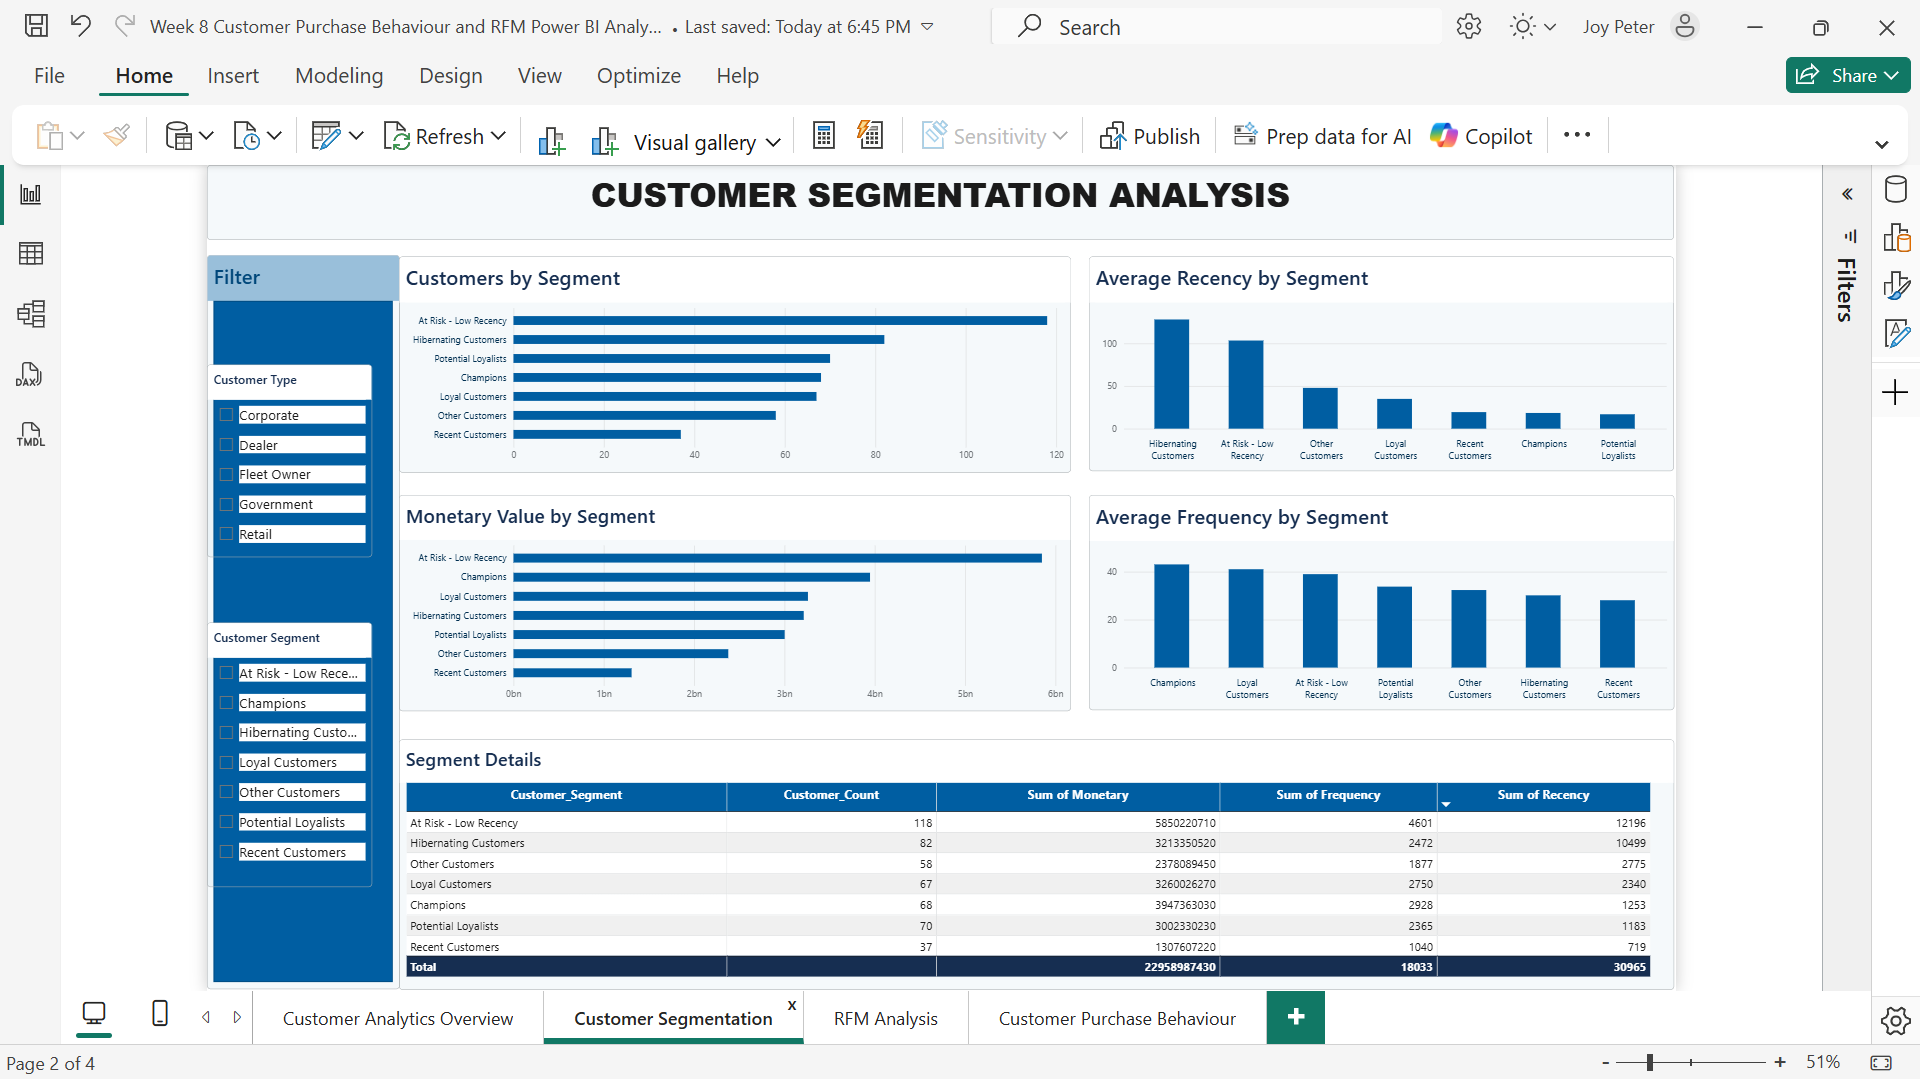 Week 8 Customer Purchase Behaviour and RFM Power BI Analy... • Last saved: Today at 6:45 PM
Search
Joy Peter
File Home Insert Modeling Design View Optimize Help
Share
Refresh
Visual gallery
Sensitivity
Publish
Prep data for AI
Copilot
CUSTOMER SEGMENTATION ANALYSIS
Filter
Customer Type
Corporate
Dealer
Fleet Owner
Government
Retail
Customer Segment
At Risk - Low Rece...
Champions
Hibernating Custo...
Loyal Customers
Other Customers
Potential Loyalists
Recent Customers
Customers by Segment
At Risk - Low Recency
Hibernating Customers
Potential Loyalists
Champions
Loyal Customers
Other Customers
Recent Customers
0 20 40 60 80 100 120
Average Recency by Segment
100
50
0
Hibernating Customers
At Risk - Low Recency
Other Customers
Loyal Customers
Recent Customers
Champions
Potential Loyalists
Monetary Value by Segment
At Risk - Low Recency
Champions
Loyal Customers
Hibernating Customers
Potential Loyalists
Other Customers
Recent Customers
0bn 1bn 2bn 3bn 4bn 5bn 6bn
Average Frequency by Segment
40
20
0
Champions
Loyal Customers
At Risk - Low Recency
Potential Loyalists
Other Customers
Hibernating Customers
Recent Customers
Segment Details
Customer_Segment Customer_Count Sum of Monetary Sum of Frequency Sum of Recency
At Risk - Low Recency 118 5850220710 4601 12196
Hibernating Customers 82 3213350520 2472 10499
Other Customers 58 2378089450 1877 2775
Loyal Customers 67 3260026270 2750 2340
Champions 68 3947363030 2928 1253
Potential Loyalists 70 3002330230 2365 1183
Recent Customers 37 1307607220 1040 719
Total 22958987430 18033 30965
Filters
DAX
TMDL
Customer Analytics Overview
Customer Segmentation x
RFM Analysis
Customer Purchase Behaviour
+
Page 2 of 4
- + 51%